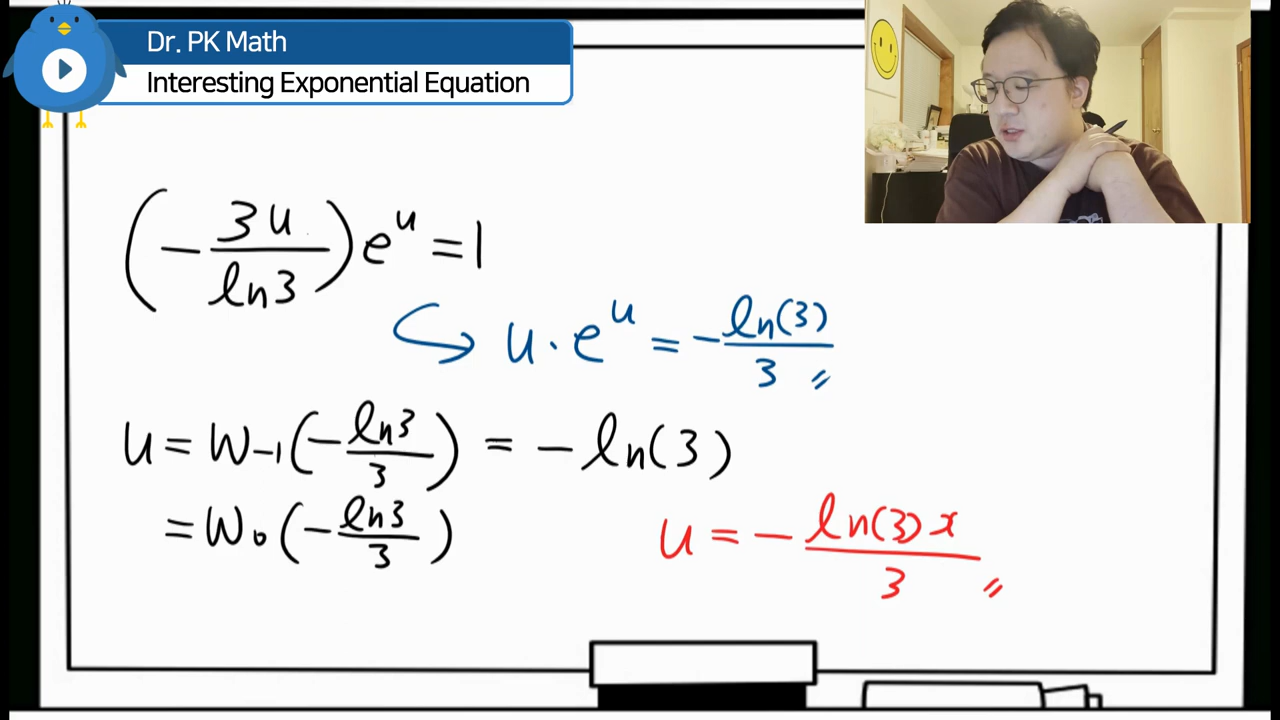 Dr. PK Math
Interesting Exponential Equation
(-3u/ln3)e^u=1
u·e^u=-ln(3)/3 〃
u=W₋₁(-ln3/3)=-ln(3)
=W₀(-ln3/3)
u=-ln(3)x/3 〃